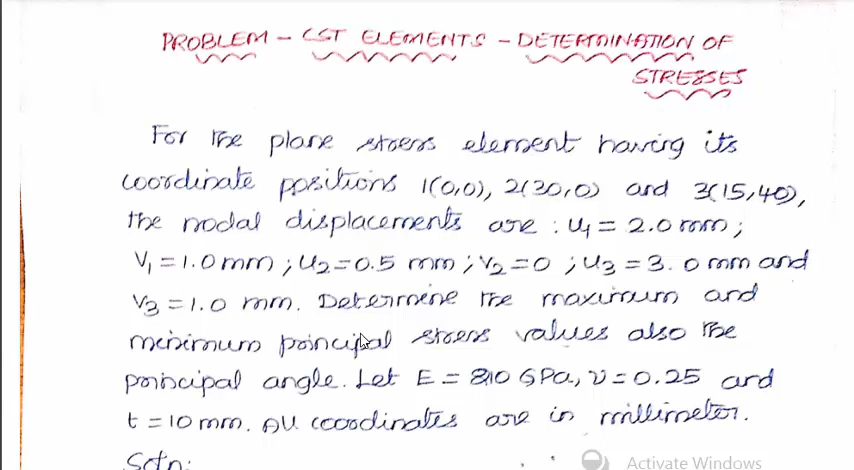 PROBLEM - CST ELEMENTS - DETERMINATION OF
STRESSES
For the plane stress element having its
coordinate positions 1(0,0), 2(30,0) and 3(15,40),
the nodal displacements are : u1 = 2.0 mm;
V1 = 1.0 mm ; u2 = 0.5 mm ; V2 = 0 ; u3 = 3.0 mm and
V3 = 1.0 mm. Determine the maximum and
minimum principal stress values also the
principal angle. Let E = 210 GPa, ν = 0.25 and
t = 10 mm. All coordinates are in millimeter.
Soln:
Activate Windows